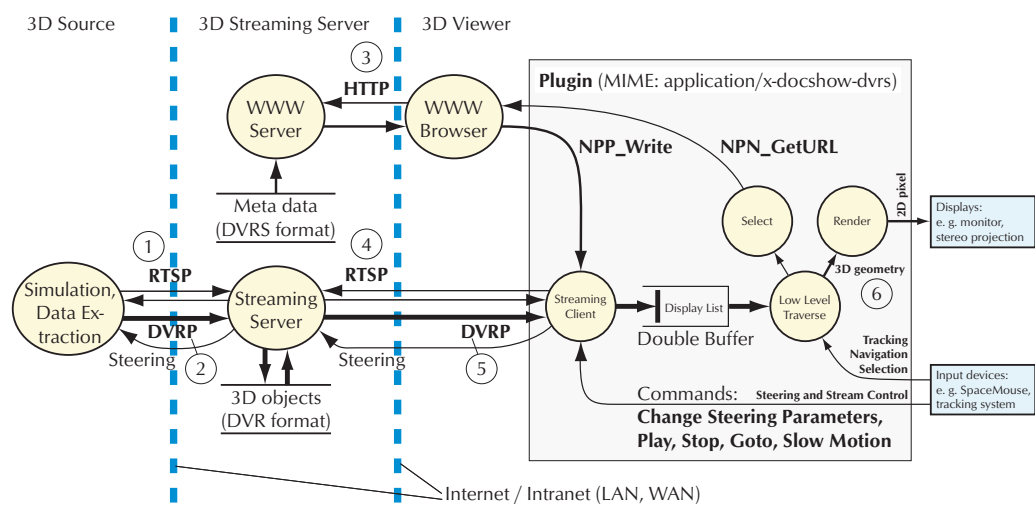 3D Source
3D Streaming Server
3D Viewer
3
HTTP
WWW
Server
WWW
Browser
Plugin (MIME: application/x-docshow-dvrs)
NPP_Write
NPN_GetURL
Meta data
(DVRS format)
Select
Render
2D pixel
Displays:
e. g. monitor,
stereo projection
1
4
RTSP
RTSP
Simulation,
Data Ex-
traction
Streaming
Server
Streaming
Client
Display List
Double Buffer
Low Level
Traverse
3D geometry
6
DVRP
DVRP
Steering
2
Steering
5
3D objects
(DVR format)
Tracking
Navigation
Selection
Input devices:
e. g. SpaceMouse,
tracking system
Commands:
Steering and Stream Control
Change Steering Parameters,
Play, Stop, Goto, Slow Motion
Internet / Intranet (LAN, WAN)